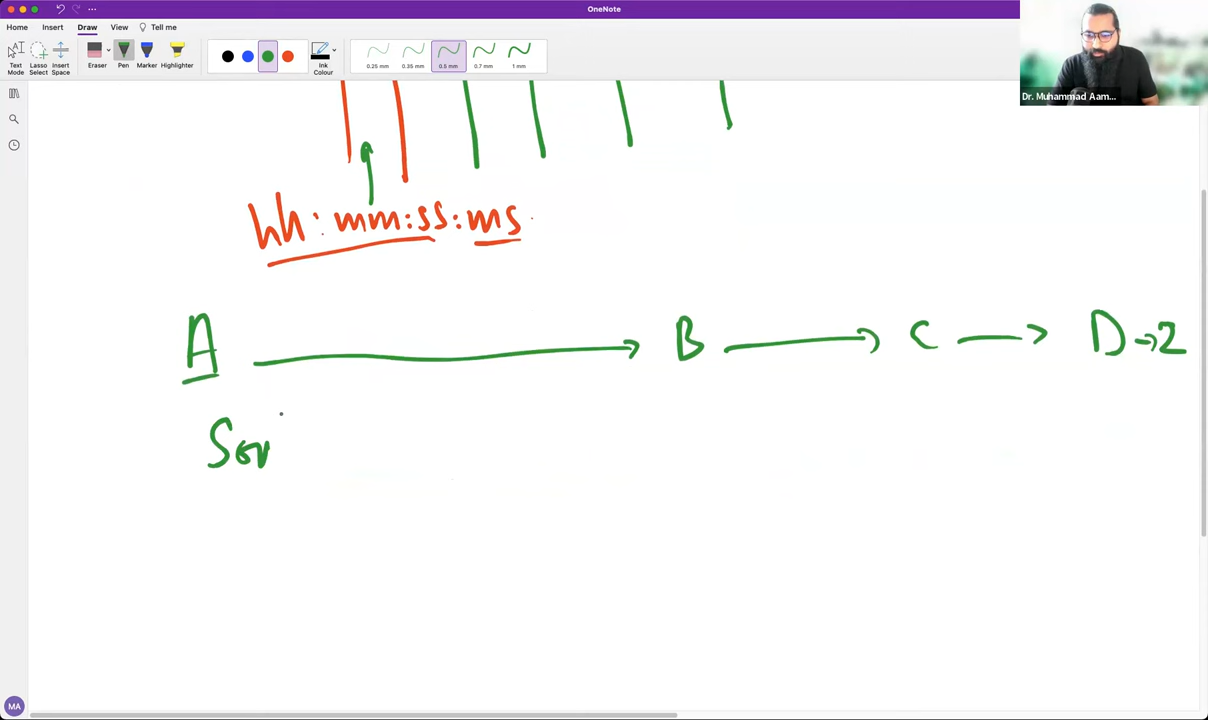 OneNote
Home Insert Draw View Tell me
Text Mode Lasso Select Insert Space Eraser Pen Marker Highlighter Ink Colour 0.25 mm 0.35 mm 0.5 mm 0.7 mm 1 mm
Dr. Muhammad Aam...
hh:mm:ss:ms
A B C D
MA